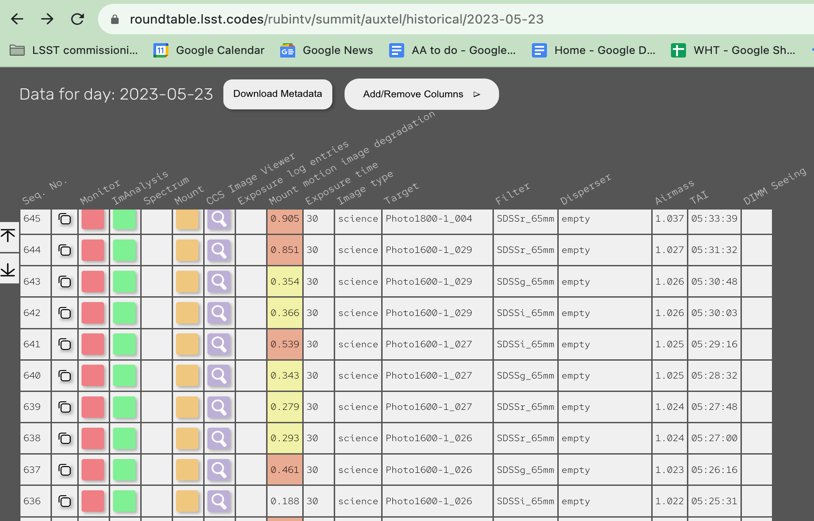 roundtable.lsst.codes/rubintv/summit/auxtel/historical/2023-05-23
LSST commissioni... Google Calendar Google News AA to do - Google... Home - Google D... WHT - Google Sh...
Data for day: 2023-05-23 Download Metadata Add/Remove Columns
Seq. No. Monitor ImAnalysis Spectrum Mount CCS Image Viewer Exposure log entries Mount motion image degradation Exposure time Image type Target Filter Disperser Airmass TAI DIMM Seeing
645 0.905 30 science Photo1800-1_004 SDSSr_65mm empty 1.037 05:33:39
644 0.851 30 science Photo1600-1_029 SDSSr_65mm empty 1.027 05:31:32
643 0.354 30 science Photo1600-1_029 SDSSg_65mm empty 1.026 05:30:48
642 0.366 30 science Photo1600-1_029 SDSSi_65mm empty 1.026 05:30:03
641 0.539 30 science Photo1600-1_027 SDSSi_65mm empty 1.025 05:29:16
640 0.343 30 science Photo1600-1_027 SDSSg_65mm empty 1.025 05:28:32
639 0.279 30 science Photo1600-1_027 SDSSr_65mm empty 1.024 05:27:48
638 0.293 30 science Photo1600-1_026 SDSSr_65mm empty 1.024 05:27:00
637 0.461 30 science Photo1600-1_026 SDSSg_65mm empty 1.023 05:26:16
636 0.188 30 science Photo1600-1_026 SDSSi_65mm empty 1.022 05:25:31